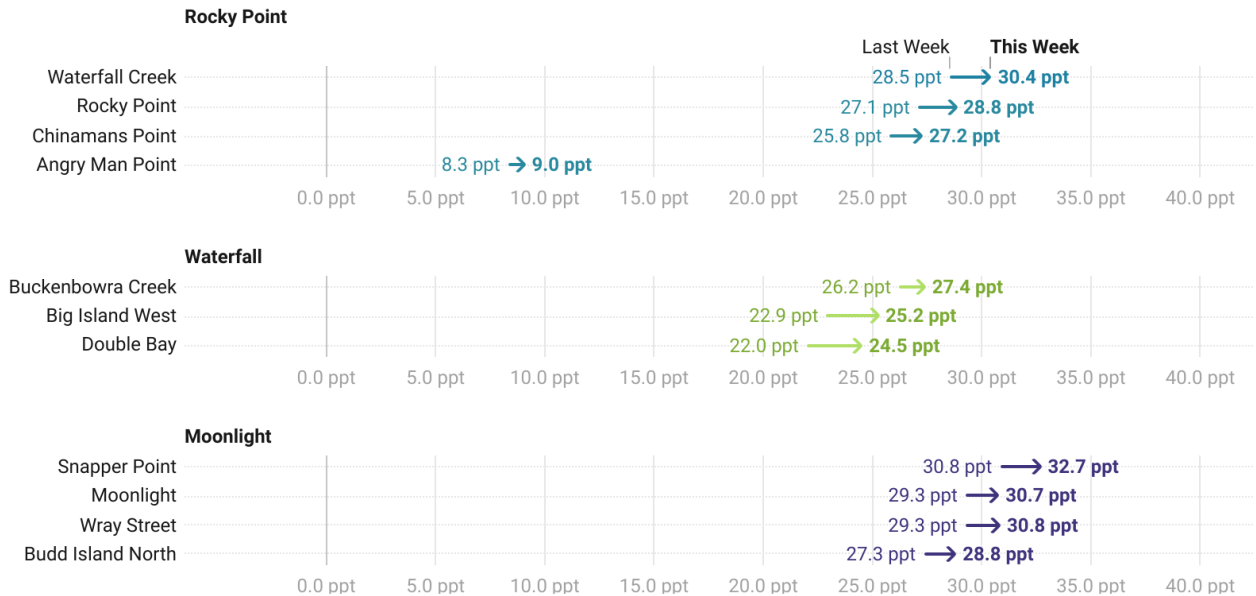 Rocky Point
Last Week This Week
Waterfall Creek 28.5 ppt 30.4 ppt
Rocky Point 27.1 ppt 28.8 ppt
Chinamans Point 25.8 ppt 27.2 ppt
Angry Man Point 8.3 ppt 9.0 ppt
0.0 ppt 5.0 ppt 10.0 ppt 15.0 ppt 20.0 ppt 25.0 ppt 30.0 ppt 35.0 ppt 40.0 ppt
Waterfall
Buckenbowra Creek 26.2 ppt 27.4 ppt
Big Island West 22.9 ppt 25.2 ppt
Double Bay 22.0 ppt 24.5 ppt
0.0 ppt 5.0 ppt 10.0 ppt 15.0 ppt 20.0 ppt 25.0 ppt 30.0 ppt 35.0 ppt 40.0 ppt
Moonlight
Snapper Point 30.8 ppt 32.7 ppt
Moonlight 29.3 ppt 30.7 ppt
Wray Street 29.3 ppt 30.8 ppt
Budd Island North 27.3 ppt 28.8 ppt
0.0 ppt 5.0 ppt 10.0 ppt 15.0 ppt 20.0 ppt 25.0 ppt 30.0 ppt 35.0 ppt 40.0 ppt